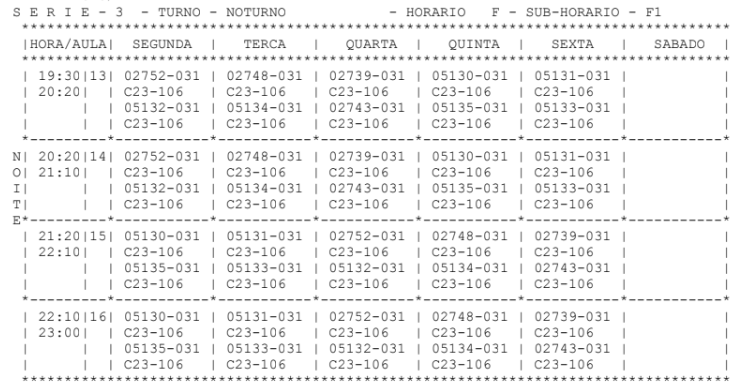 S E R I E - 3 - TURNO - NOTURNO - HORARIO F - SUB-HORARIO - F1
************************************************************************************
|HORA/AULA| SEGUNDA | TERCA | QUARTA | QUINTA | SEXTA | SABADO |
************************************************************************************
| 19:30|13| 02752-031 | 02748-031 | 02739-031 | 05130-031 | 05131-031 | |
| 20:20| | C23-106 | C23-106 | C23-106 | C23-106 | C23-106 | |
| | | 05132-031 | 05134-031 | 02743-031 | 05135-031 | 05133-031 | |
| | | C23-106 | C23-106 | C23-106 | C23-106 | C23-106 | |
*----------*-----------*-----------*-----------*-----------*-----------*-----------*
N| 20:20|14| 02752-031 | 02748-031 | 02739-031 | 05130-031 | 05131-031 | |
O| 21:10| | C23-106 | C23-106 | C23-106 | C23-106 | C23-106 | |
I| | | 05132-031 | 05134-031 | 02743-031 | 05135-031 | 05133-031 | |
T| | | C23-106 | C23-106 | C23-106 | C23-106 | C23-106 | |
E*----------*-----------*-----------*-----------*-----------*-----------*-----------*
| 21:20|15| 05130-031 | 05131-031 | 02752-031 | 02748-031 | 02739-031 | |
| 22:10| | C23-106 | C23-106 | C23-106 | C23-106 | C23-106 | |
| | | 05135-031 | 05133-031 | 05132-031 | 05134-031 | 02743-031 | |
| | | C23-106 | C23-106 | C23-106 | C23-106 | C23-106 | |
*----------*-----------*-----------*-----------*-----------*-----------*-----------*
| 22:10|16| 05130-031 | 05131-031 | 02752-031 | 02748-031 | 02739-031 | |
| 23:00| | C23-106 | C23-106 | C23-106 | C23-106 | C23-106 | |
| | | 05135-031 | 05133-031 | 05132-031 | 05134-031 | 02743-031 | |
| | | C23-106 | C23-106 | C23-106 | C23-106 | C23-106 | |
************************************************************************************